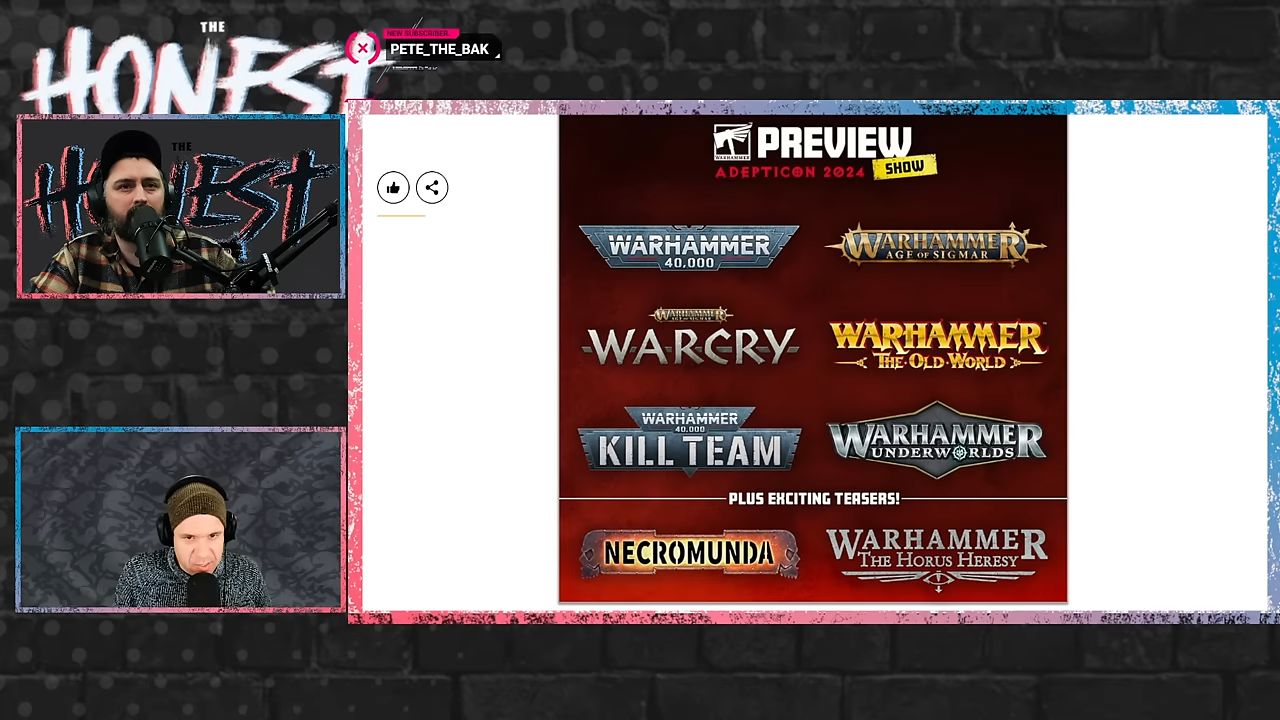 THE
HONEST
NEW SUBSCRIBER
PETE_THE_BAK
THE
HONEST
WARHAMMER
PREVIEW
SHOW
ADEPTICON 2024
WARHAMMER
40,000
WARHAMMER
AGE OF SIGMAR
WARHAMMER
AGE OF SIGMAR
WARCRY
WARHAMMER
THE OLD WORLD
WARHAMMER
40,000
KILL TEAM
WARHAMMER
UNDERWORLDS
PLUS EXCITING TEASERS!
NECROMUNDA
WARHAMMER
THE HORUS HERESY